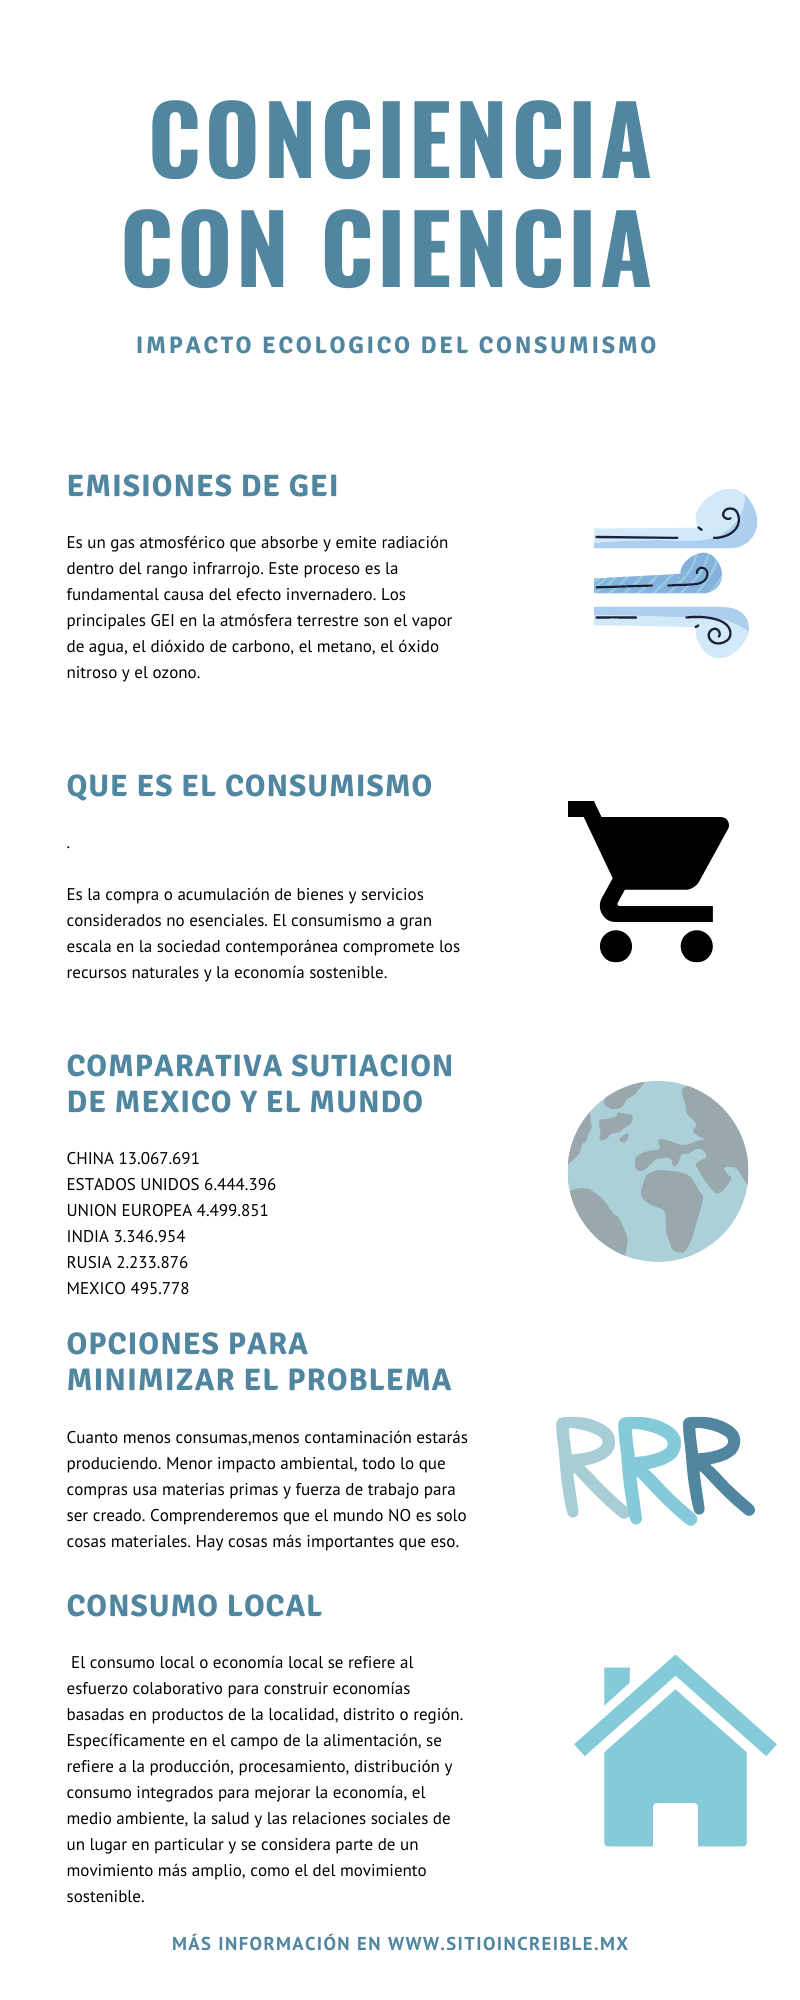 CONCIENCIA
CON CIENCIA
IMPACTO ECOLOGICO DEL CONSUMISMO
EMISIONES DE GEI
Es un gas atmosférico que absorbe y emite radiación
dentro del rango infrarrojo. Este proceso es la
fundamental causa del efecto invernadero. Los
principales GEI en la atmósfera terrestre son el vapor
de agua, el dióxido de carbono, el metano, el óxido
nitroso y el ozono.
QUE ES EL CONSUMISMO
.
Es la compra o acumulación de bienes y servicios
considerados no esenciales. El consumismo a gran
escala en la sociedad contemporánea compromete los
recursos naturales y la economía sostenible.
COMPARATIVA SUTIACION
DE MEXICO Y EL MUNDO
CHINA 13.067.691
ESTADOS UNIDOS 6.444.396
UNION EUROPEA 4.499.851
INDIA 3.346.954
RUSIA 2.233.876
MEXICO 495.778
OPCIONES PARA
MINIMIZAR EL PROBLEMA
Cuanto menos consumas,menos contaminación estarás
produciendo. Menor impacto ambiental, todo lo que
compras usa materias primas y fuerza de trabajo para
ser creado. Comprenderemos que el mundo NO es solo
cosas materiales. Hay cosas más importantes que eso.
RRR
CONSUMO LOCAL
El consumo local o economía local se refiere al
esfuerzo colaborativo para construir economías
basadas en productos de la localidad, distrito o región.
Específicamente en el campo de la alimentación, se
refiere a la producción, procesamiento, distribución y
consumo integrados para mejorar la economía, el
medio ambiente, la salud y las relaciones sociales de
un lugar en particular y se considera parte de un
movimiento más amplio, como el del movimiento
sostenible.
MÁS INFORMACIÓN EN WWW.SITIOINCREIBLE.MX